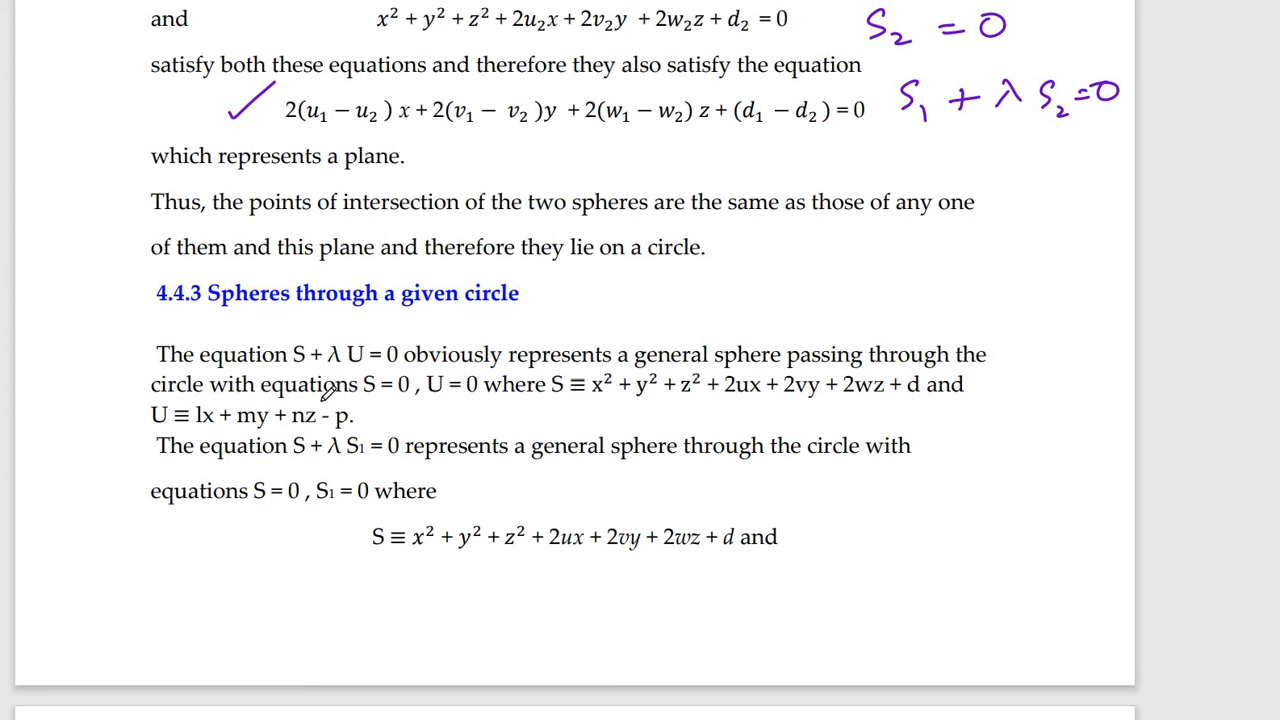 and x² + y² + z² + 2u₂x + 2v₂y + 2w₂z + d₂ = 0 S₂ = 0
satisfy both these equations and therefore they also satisfy the equation
2(u₁ − u₂ ) x + 2(v₁ − v₂ )y + 2(w₁ − w₂) z + (d₁ − d₂ ) = 0 S₁ + λ S₂ = 0
which represents a plane.
Thus, the points of intersection of the two spheres are the same as those of any one
of them and this plane and therefore they lie on a circle.
4.4.3 Spheres through a given circle
The equation S + λ U = 0 obviously represents a general sphere passing through the
circle with equations S = 0 , U = 0 where S ≡ x² + y² + z² + 2ux + 2vy + 2wz + d and
U ≡ lx + my + nz - p.
The equation S + λ S₁ = 0 represents a general sphere through the circle with
equations S = 0 , S₁ = 0 where
S ≡ x² + y² + z² + 2ux + 2vy + 2wz + d and